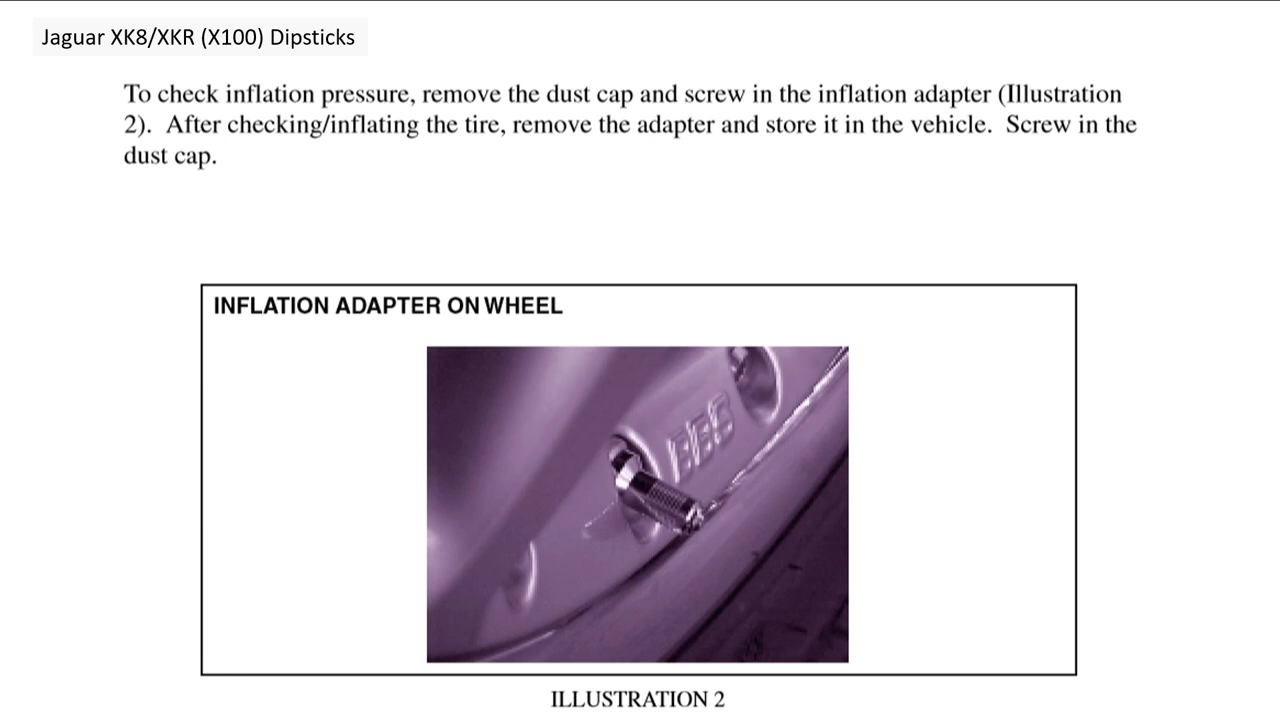 Jaguar XK8/XKR (X100) Dipsticks
To check inflation pressure, remove the dust cap and screw in the inflation adapter (Illustration
2).  After checking/inflating the tire, remove the adapter and store it in the vehicle.  Screw in the
dust cap.
INFLATION ADAPTER ON WHEEL
BBS
ILLUSTRATION 2